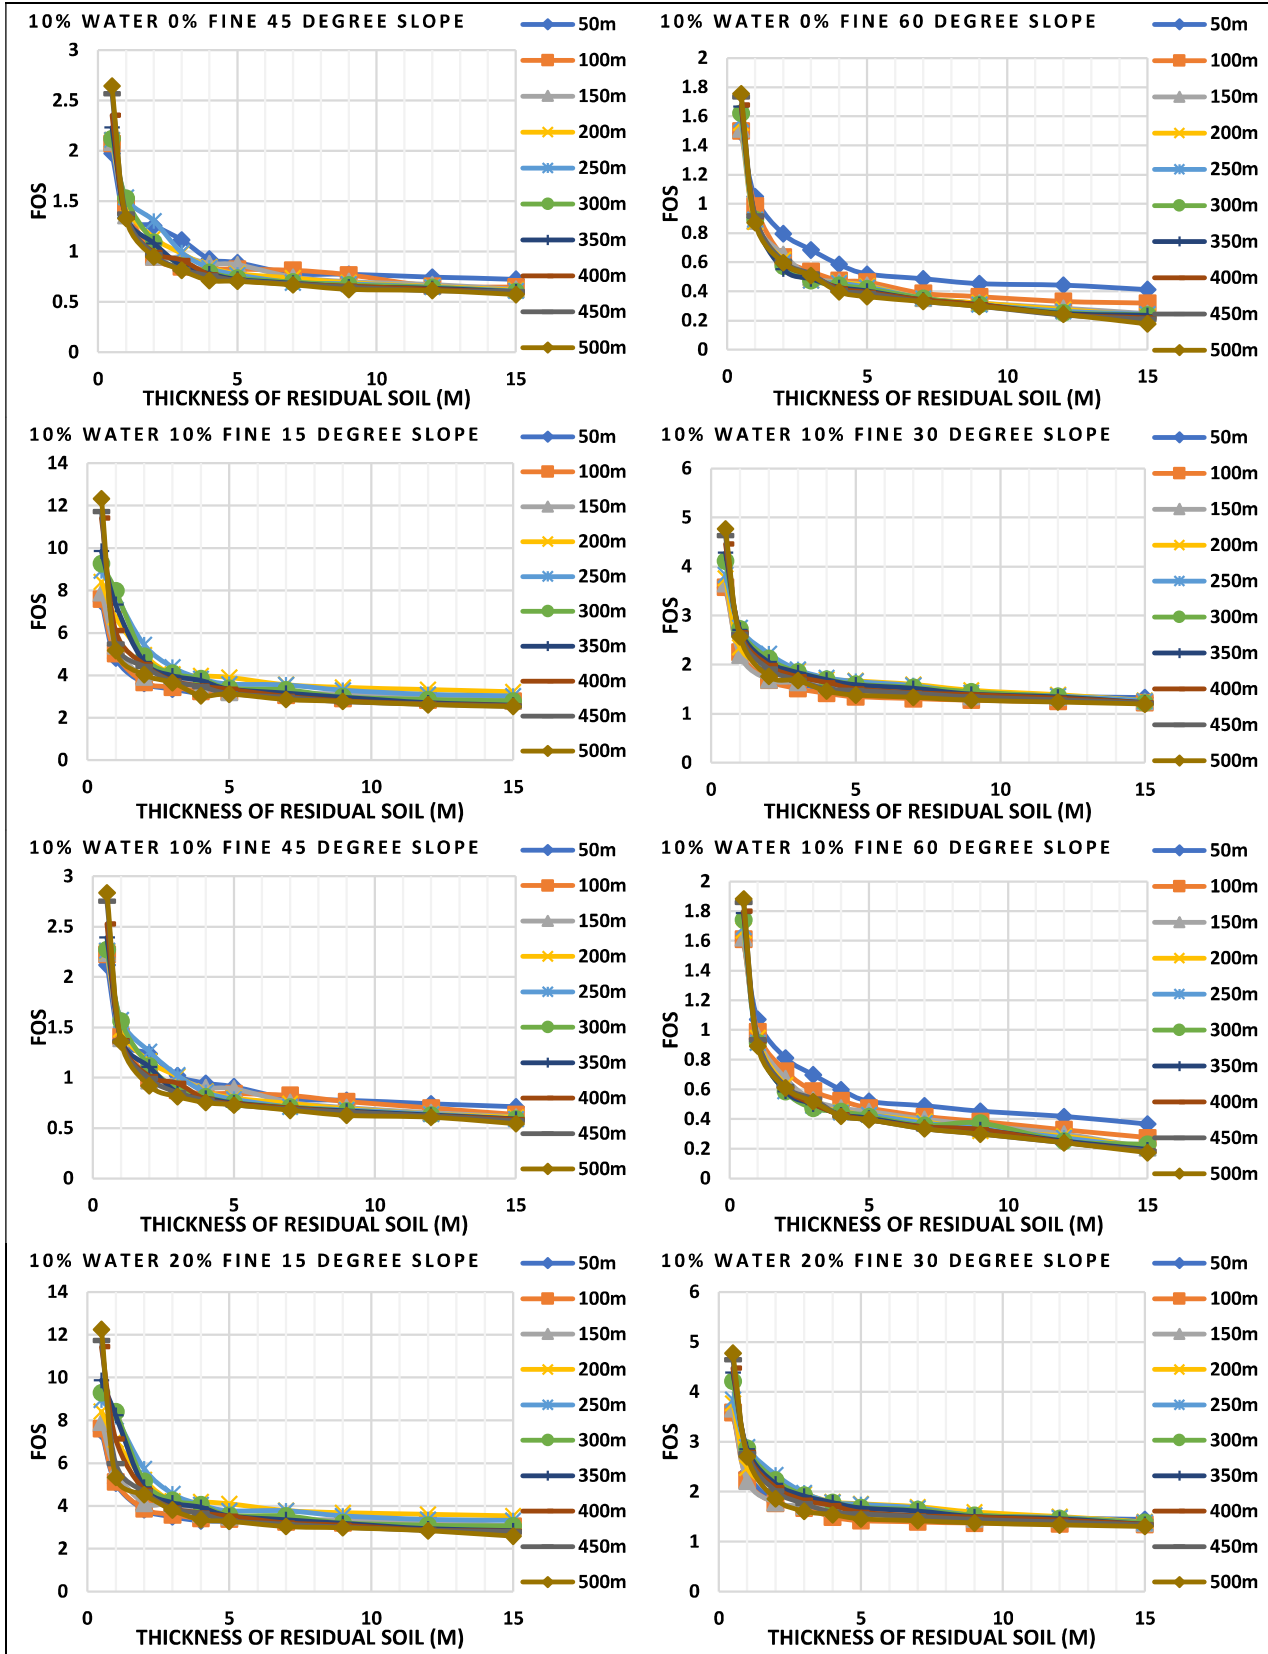 10% WATER 0% FINE 45 DEGREE SLOPE
3
2.5
2
1.5
1
0.5
0
FOS
0 5 10 15
THICKNESS OF RESIDUAL SOIL (M)
50m
100m
150m
200m
250m
300m
350m
400m
450m
500m
10% WATER 0% FINE 60 DEGREE SLOPE
2
1.8
1.6
1.4
1.2
1
0.8
0.6
0.4
0.2
0
FOS
0 5 10 15
THICKNESS OF RESIDUAL SOIL (M)
50m
100m
150m
200m
250m
300m
350m
400m
450m
500m
10% WATER 10% FINE 15 DEGREE SLOPE
14
12
10
8
6
4
2
0
FOS
0 5 10 15
THICKNESS OF RESIDUAL SOIL (M)
50m
100m
150m
200m
250m
300m
350m
400m
450m
500m
10% WATER 10% FINE 30 DEGREE SLOPE
6
5
4
3
2
1
0
FOS
0 5 10 15
THICKNESS OF RESIDUAL SOIL (M)
50m
100m
150m
200m
250m
300m
350m
400m
450m
500m
10% WATER 10% FINE 45 DEGREE SLOPE
3
2.5
2
1.5
1
0.5
0
FOS
0 5 10 15
THICKNESS OF RESIDUAL SOIL (M)
50m
100m
150m
200m
250m
300m
350m
400m
450m
500m
10% WATER 10% FINE 60 DEGREE SLOPE
2
1.8
1.6
1.4
1.2
1
0.8
0.6
0.4
0.2
0
FOS
0 5 10 15
THICKNESS OF RESIDUAL SOIL (M)
50m
100m
150m
200m
250m
300m
350m
400m
450m
500m
10% WATER 20% FINE 15 DEGREE SLOPE
14
12
10
8
6
4
2
0
FOS
0 5 10 15
THICKNESS OF RESIDUAL SOIL (M)
50m
100m
150m
200m
250m
300m
350m
400m
450m
500m
10% WATER 20% FINE 30 DEGREE SLOPE
6
5
4
3
2
1
0
FOS
0 5 10 15
THICKNESS OF RESIDUAL SOIL (M)
50m
100m
150m
200m
250m
300m
350m
400m
450m
500m